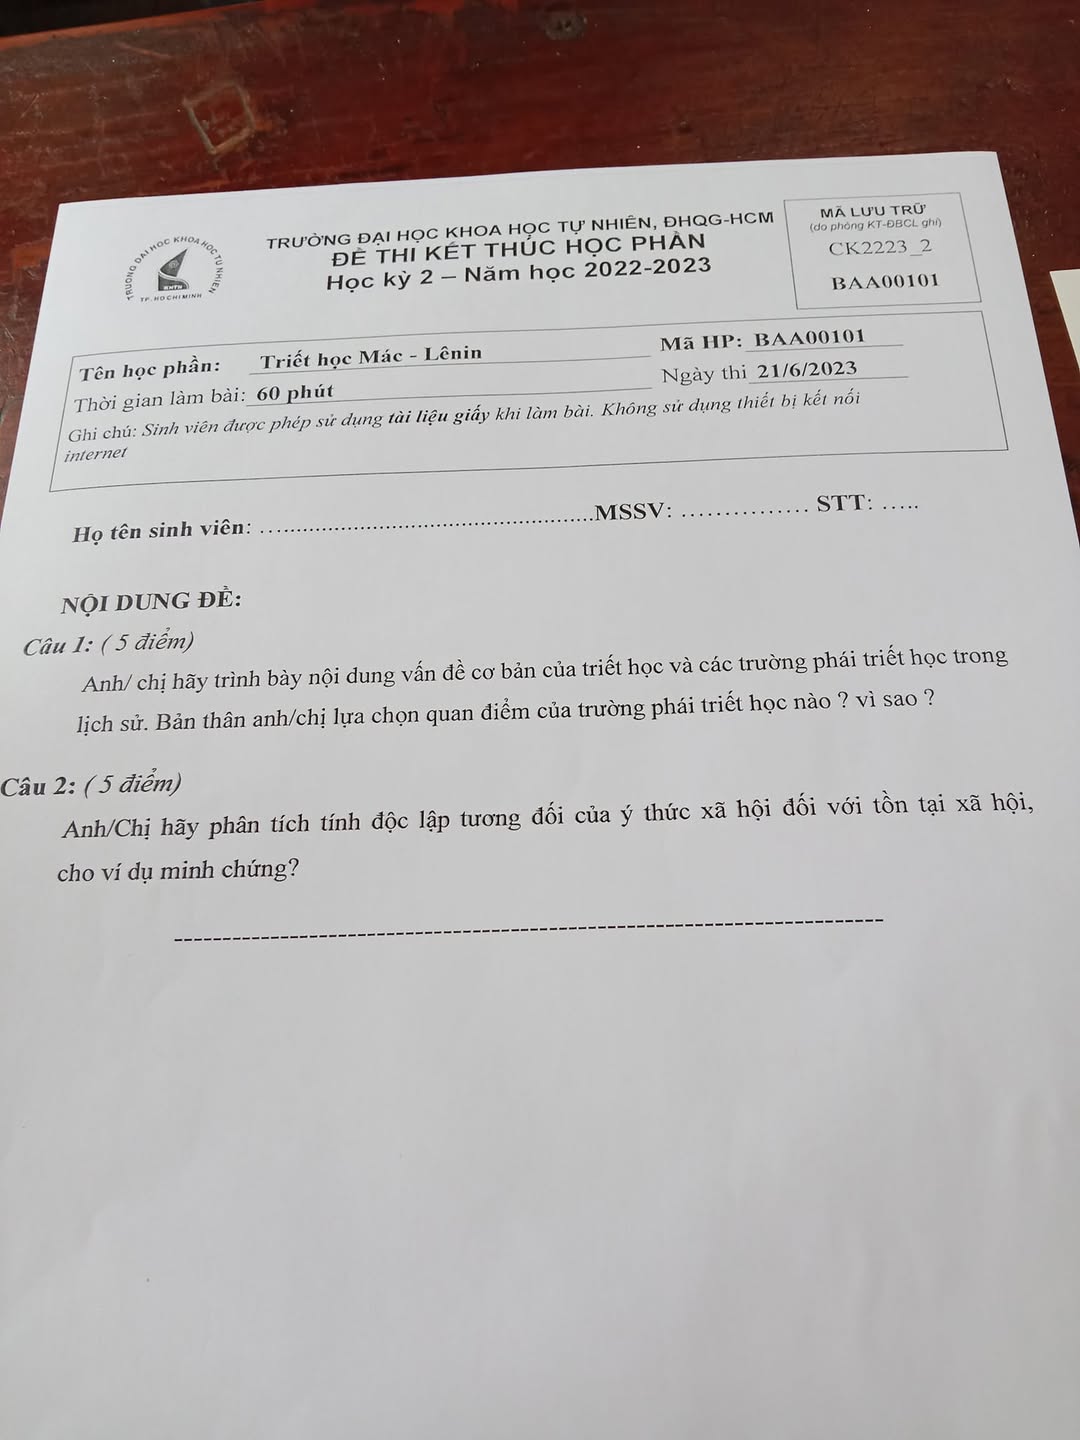 TRƯỜNG ĐẠI HỌC KHOA HỌC TỰ NHIÊN
TP. HO CHI MINH
TRƯỜNG ĐẠI HỌC KHOA HỌC TỰ NHIÊN, ĐHQG-HCM
ĐỀ THI KẾT THÚC HỌC PHẦN
Học kỳ 2 – Năm học 2022-2023
MÃ LƯU TRỮ
(do phòng KT-ĐBCL ghi)
CK2223_2
BAA00101
Tên học phần: Triết học Mác - Lênin Mã HP: BAA00101
Thời gian làm bài: 60 phút Ngày thi 21/6/2023
Ghi chú: Sinh viên được phép sử dụng tài liệu giấy khi làm bài. Không sử dụng thiết bị kết nối
internet
Họ tên sinh viên: ..................................................MSSV: ............... STT: .....
NỘI DUNG ĐỀ:
Câu 1: ( 5 điểm)
Anh/ chị hãy trình bày nội dung vấn đề cơ bản của triết học và các trường phái triết học trong
lịch sử. Bản thân anh/chị lựa chọn quan điểm của trường phái triết học nào ? vì sao ?
Câu 2: ( 5 điểm)
Anh/Chị hãy phân tích tính độc lập tương đối của ý thức xã hội đối với tồn tại xã hội,
cho ví dụ minh chứng?